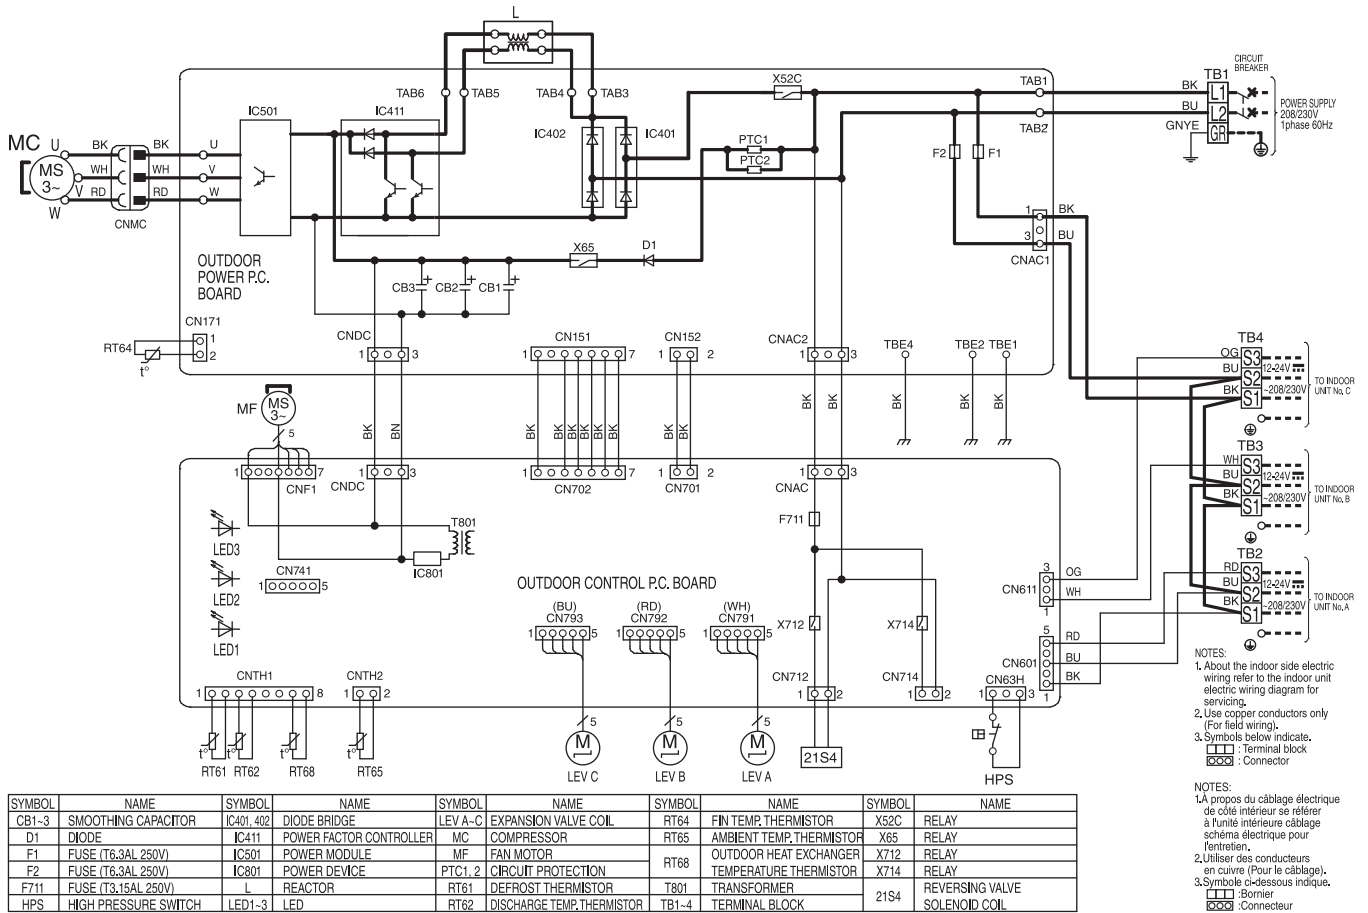 L
X52C
TAB1
TB1
CIRCUIT
BREAKER
TAB6
TAB5
TAB4
TAB3
BK
L1
BU
L2
GNYE
GR
POWER SUPPLY
208/230V
1phase 60Hz
IC501
IC411
IC402
IC401
PTC1
PTC2
TAB2
F2
F1
MC
U
BK
BK
U
MS
3~
V
WH
WH
V
W
RD
RD
W
CNMC
1
BK
3
BU
CNAC1
X65
D1
OUTDOOR
POWER P.C.
BOARD
CB3
+
CB2
+
CB1
+
CN171
1
2
RT64
t°
CNDC
1
3
CN151
1
7
CN152
1
2
CNAC2
1
3
TBE4
TBE2
TBE1
TB4
OG
S3
12-24V
BU
S2
BK
S1
~208/230V
TO INDOOR
UNIT No. C
MF
MS
3~
5
BK
BN
BK
BK
BK
BK
BK
BK
BK
BK
BK
BK
BK
BK
BK
BK
TB3
WH
S3
12-24V
BU
S2
BK
S1
~208/230V
TO INDOOR
UNIT No. B
1
7
CNF1
CNDC
1
3
1
7
CN702
1
2
CN701
1
3
CNAC
F711
T801
IC801
LED3
LED2
LED1
CN741
1
5
OUTDOOR CONTROL P.C. BOARD
TB2
RD
S3
12-24V
BU
S2
BK
S1
~208/230V
TO INDOOR
UNIT No. A
CN611
3
OG
WH
1
(BU)
CN793
1
5
(RD)
CN792
1
5
(WH)
CN791
1
5
X712
X714
CN601
5
RD
BU
BK
1
CNTH1
1
8
CNTH2
1
2
CN712
1
2
CN714
1
2
CN63H
1
3
t°
RT61
t°
RT62
RT68
t°
RT65
5
M
LEV C
5
M
LEV B
5
M
LEV A
21S4
HPS
NOTES:
1. About the indoor side electric
wiring refer to the indoor unit
electric wiring diagram for
servicing.
2. Use copper conductors only
(For field wiring).
3. Symbols below indicate.
: Terminal block
: Connector
NOTES:
1.À propos du câblage électrique
de côté intérieur se référer
à l'unité intérieure câblage
schéma électrique pour
l'entretien.
2.Utiliser des conducteurs
en cuivre (Pour le câblage).
3.Symbole ci-dessous indique.
:Bornier
:Connecteur
SYMBOL NAME SYMBOL NAME SYMBOL NAME SYMBOL NAME SYMBOL NAME
CB1~3 SMOOTHING CAPACITOR IC401, 402 DIODE BRIDGE LEV A~C EXPANSION VALVE COIL RT64 FIN TEMP. THERMISTOR X52C RELAY
D1 DIODE IC411 POWER FACTOR CONTROLLER MC COMPRESSOR RT65 AMBIENT TEMP. THERMISTOR X65 RELAY
F1 FUSE (T6.3AL 250V) IC501 POWER MODULE MF FAN MOTOR RT68 OUTDOOR HEAT EXCHANGER X712 RELAY
F2 FUSE (T6.3AL 250V) IC801 POWER DEVICE PTC1, 2 CIRCUIT PROTECTION TEMPERATURE THERMISTOR X714 RELAY
F711 FUSE (T3.15AL 250V) L REACTOR RT61 DEFROST THERMISTOR T801 TRANSFORMER 21S4 REVERSING VALVE
HPS HIGH PRESSURE SWITCH LED1~3 LED RT62 DISCHARGE TEMP. THERMISTOR TB1~4 TERMINAL BLOCK SOLENOID COIL